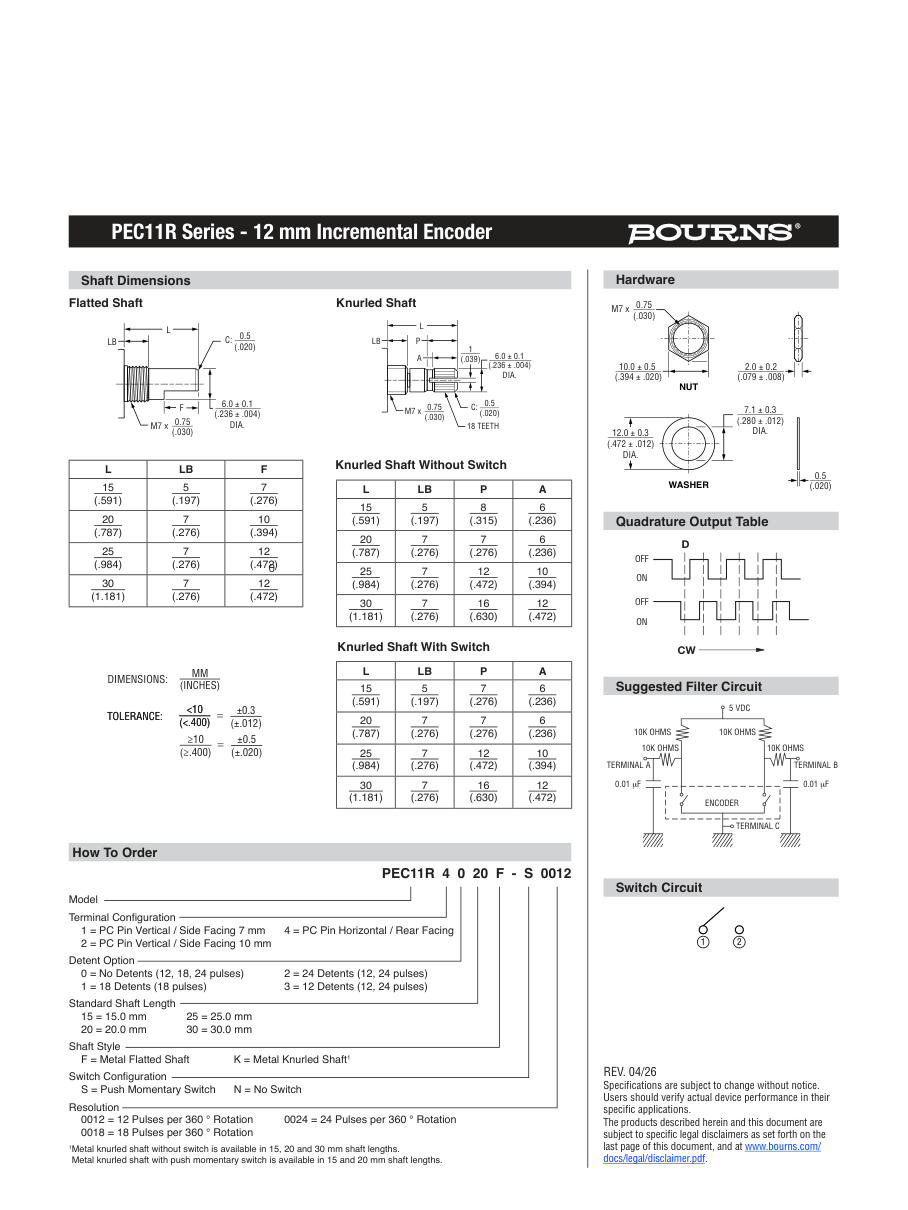 PEC11R Series - 12 mm Incremental Encoder
BOURNS®
Shaft Dimensions
Flatted Shaft
L
LB
C: 0.5
(.020)
F
6.0 ± 0.1
(.236 ± .004)
DIA.
M7 x 0.75
(.030)
L LB F
15 5 7
(.591) (.197) (.276)
20 7 10
(.787) (.276) (.394)
25 7 12
(.984) (.276) (.472)
30 7 12
(1.181) (.276) (.472)
DIMENSIONS: MM
(INCHES)
TOLERANCE: <10 = ±0.3
(<.400) (±.012)
≥10 = ±0.5
(≥.400) (±.020)
Knurled Shaft
L
LB P
A
1
(.039)
6.0 ± 0.1
(.236 ± .004)
DIA.
M7 x 0.75
(.030)
C: 0.5
(.020)
18 TEETH
Knurled Shaft Without Switch
L LB P A
15 5 8 6
(.591) (.197) (.315) (.236)
20 7 7 6
(.787) (.276) (.276) (.236)
25 7 12 10
(.984) (.276) (.472) (.394)
30 7 16 12
(1.181) (.276) (.630) (.472)
Knurled Shaft With Switch
L LB P A
15 5 7 6
(.591) (.197) (.276) (.236)
20 7 7 6
(.787) (.276) (.276) (.236)
25 7 12 10
(.984) (.276) (.472) (.394)
30 7 16 12
(1.181) (.276) (.630) (.472)
How To Order
PEC11R 4 0 20 F - S 0012
Model
Terminal Configuration
1 = PC Pin Vertical / Side Facing 7 mm 4 = PC Pin Horizontal / Rear Facing
2 = PC Pin Vertical / Side Facing 10 mm
Detent Option
0 = No Detents (12, 18, 24 pulses) 2 = 24 Detents (12, 24 pulses)
1 = 18 Detents (18 pulses) 3 = 12 Detents (12, 24 pulses)
Standard Shaft Length
15 = 15.0 mm 25 = 25.0 mm
20 = 20.0 mm 30 = 30.0 mm
Shaft Style
F = Metal Flatted Shaft K = Metal Knurled Shaft¹
Switch Configuration
S = Push Momentary Switch N = No Switch
Resolution
0012 = 12 Pulses per 360 ° Rotation 0024 = 24 Pulses per 360 ° Rotation
0018 = 18 Pulses per 360 ° Rotation
¹Metal knurled shaft without switch is available in 15, 20 and 30 mm shaft lengths.
Metal knurled shaft with push momentary switch is available in 15 and 20 mm shaft lengths.
Hardware
M7 x 0.75
(.030)
10.0 ± 0.5
(.394 ± .020)
NUT
2.0 ± 0.2
(.079 ± .008)
12.0 ± 0.3
(.472 ± .012)
DIA.
7.1 ± 0.3
(.280 ± .012)
DIA.
WASHER
0.5
(.020)
Quadrature Output Table
D
OFF
ON
OFF
ON
CW
Suggested Filter Circuit
5 VDC
10K OHMS 10K OHMS
10K OHMS 10K OHMS
TERMINAL A TERMINAL B
0.01 µF 0.01 µF
ENCODER
TERMINAL C
Switch Circuit
1 2
REV. 04/26
Specifications are subject to change without notice.
Users should verify actual device performance in their
specific applications.
The products described herein and this document are
subject to specific legal disclaimers as set forth on the
last page of this document, and at www.bourns.com/
docs/legal/disclaimer.pdf.